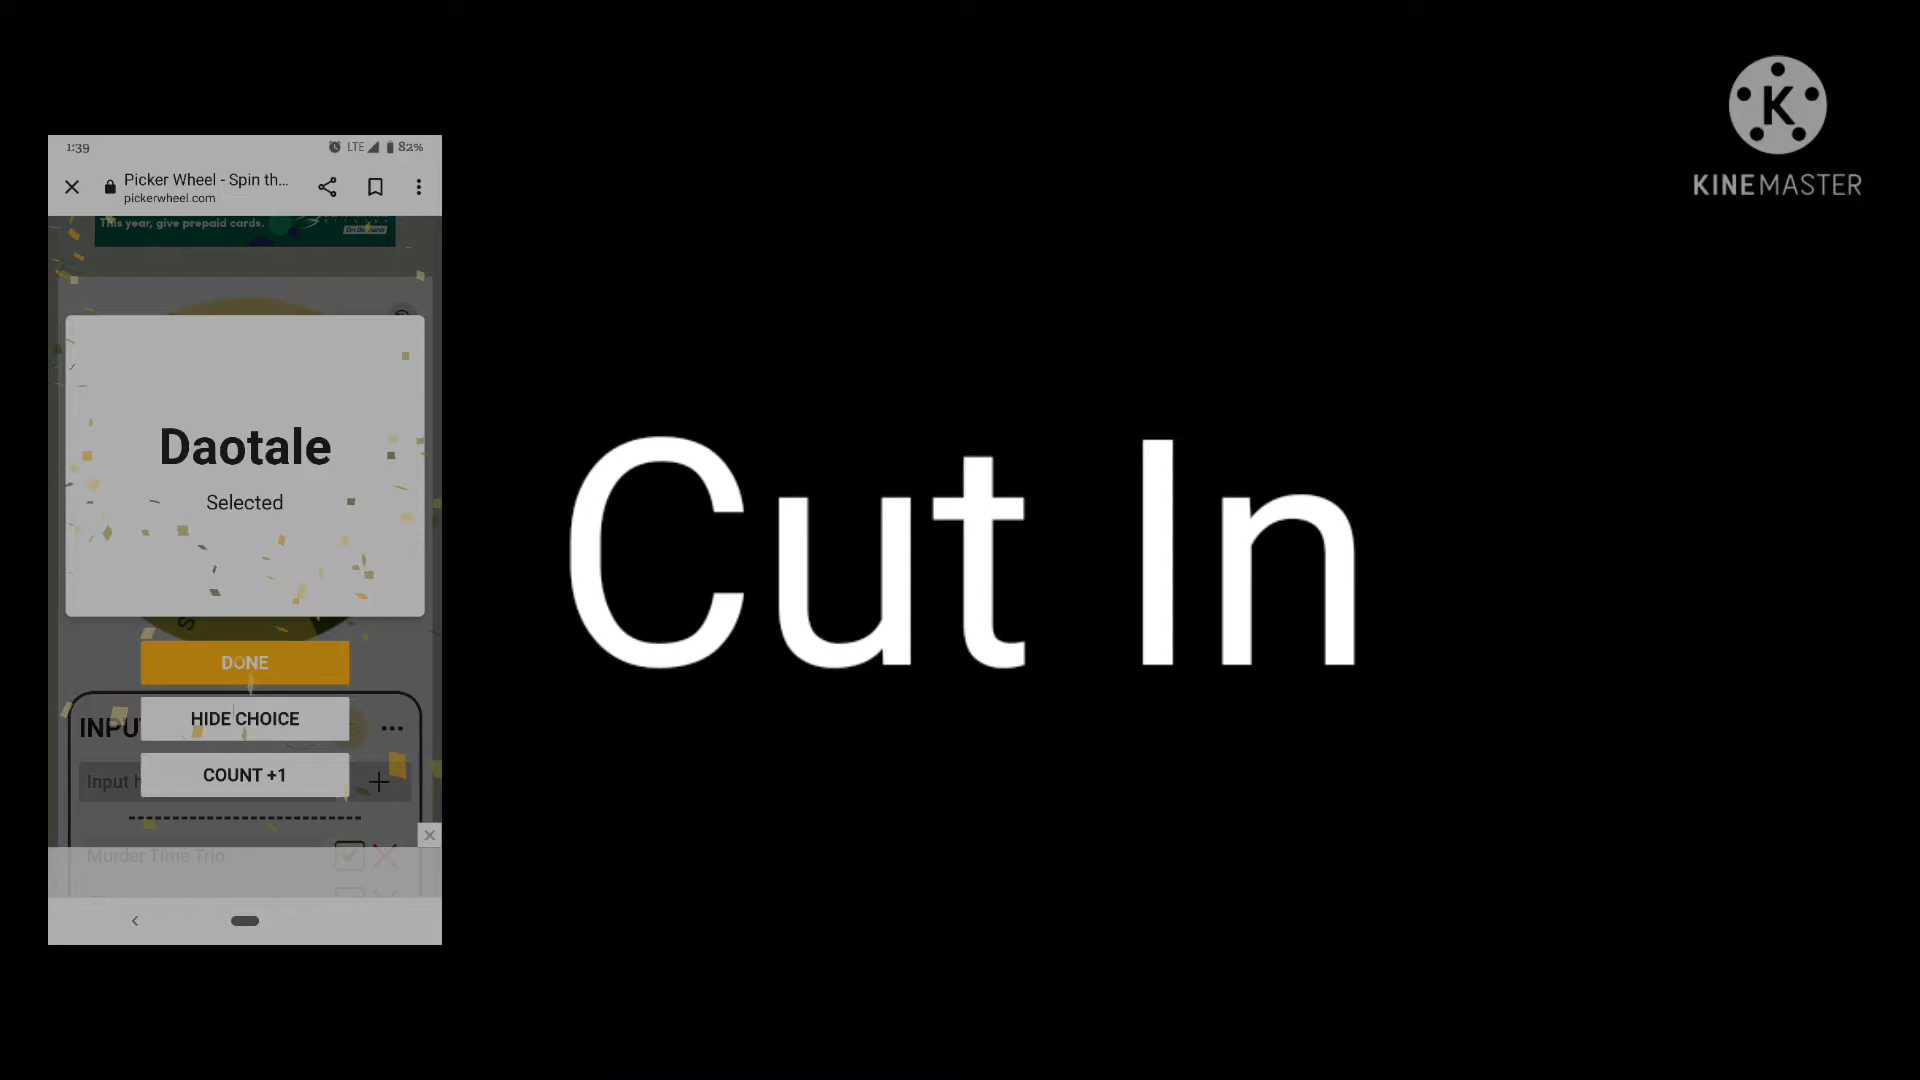 1:39
LTE
82%
Picker Wheel - Spin th...
pickerwheel.com
This year, give prepaid cards.
Daotale
Selected
S
DONE
INPU
HIDE CHOICE
Input h
COUNT +1
Murder Time Trio
Cut In
K
KINEMASTER